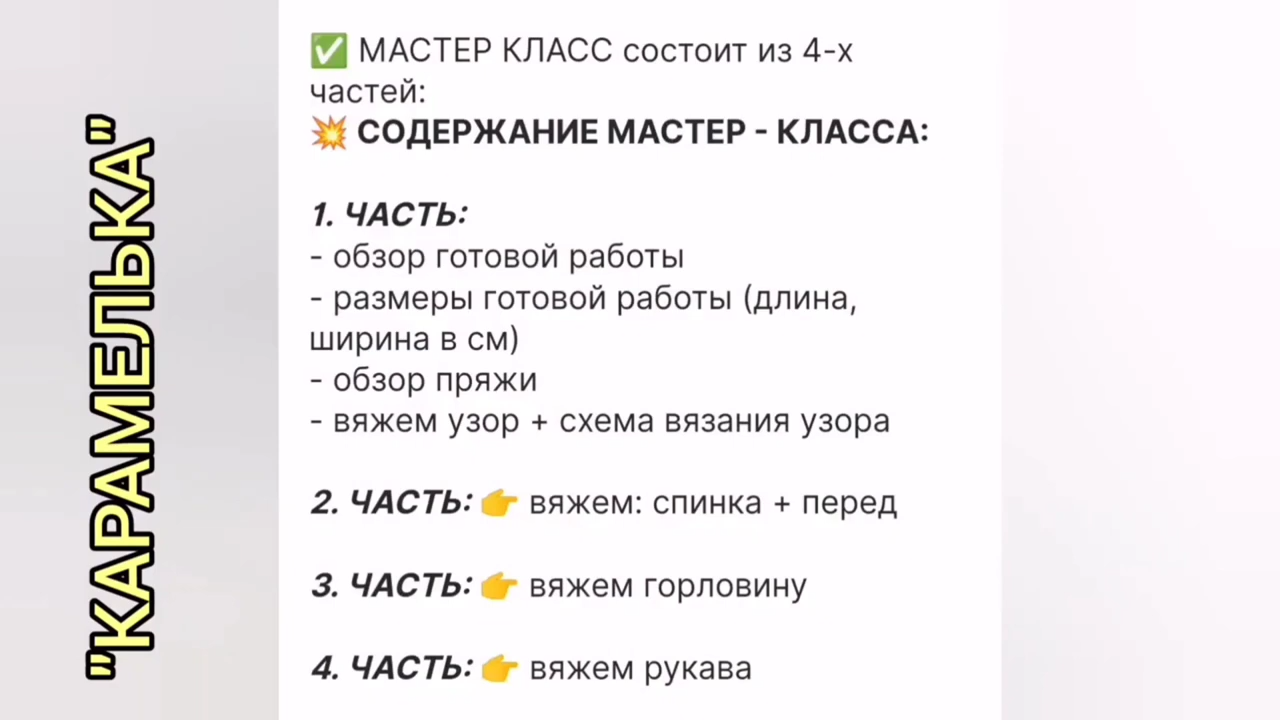 "КАРАМЕЛЬКА"
✅ МАСТЕР КЛАСС состоит из 4-х
частей:
💥 СОДЕРЖАНИЕ МАСТЕР - КЛАССА:
1. ЧАСТЬ:
- обзор готовой работы
- размеры готовой работы (длина,
ширина в см)
- обзор пряжи
- вяжем узор + схема вязания узора
2. ЧАСТЬ: 👉 вяжем: спинка + перед
3. ЧАСТЬ: 👉 вяжем горловину
4. ЧАСТЬ: 👉 вяжем рукава